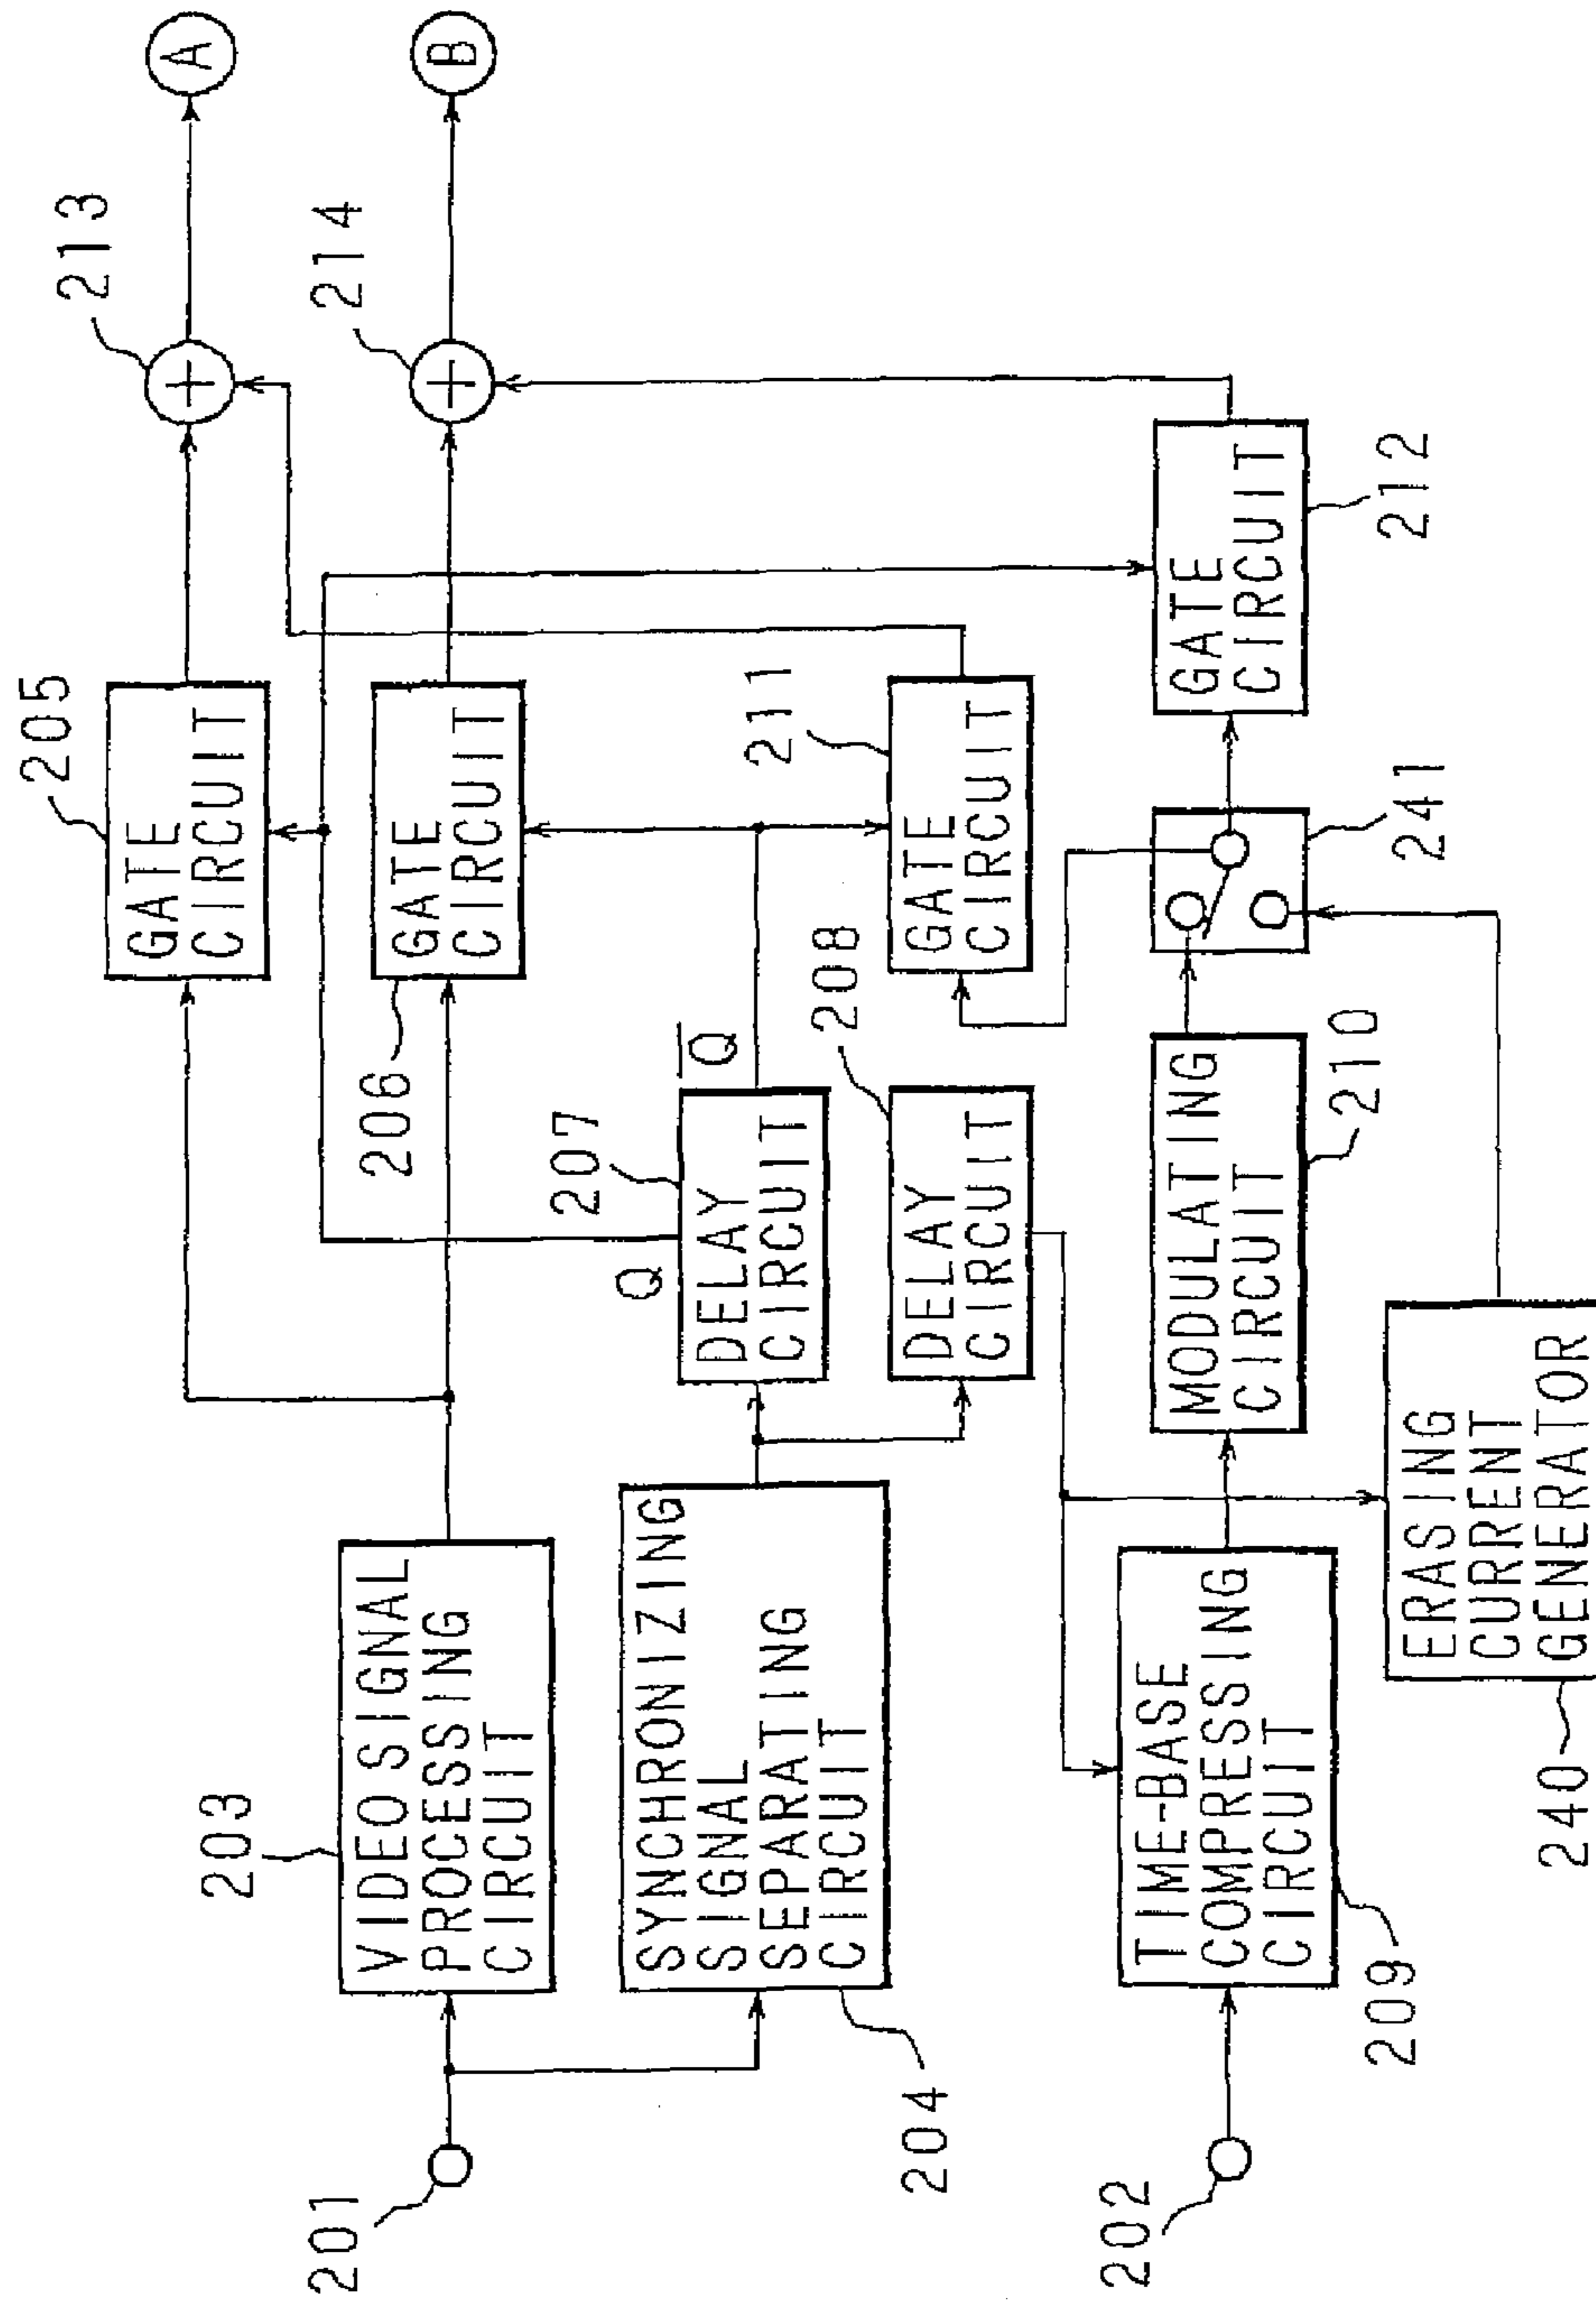 A
B
213
214
205
GATE
CIRCUIT
GATE
CIRCUIT
206
207
Q
Q
DELAY
CIRCUIT
208
DELAY
CIRCUIT
211
GATE
CIRCUIT
GATE
CIRCUIT
212
241
MODULATING
CIRCUIT
210
203
VIDEOSIGNAL
PROCESSING
CIRCUIT
SYNCHRONIZING
SIGNAL
SEPARATING
CIRCUIT
204
TIME-BASE
COMPRESSING
CIRCUIT
209
ERASING
CURRENT
GENERATOR
240
201
202